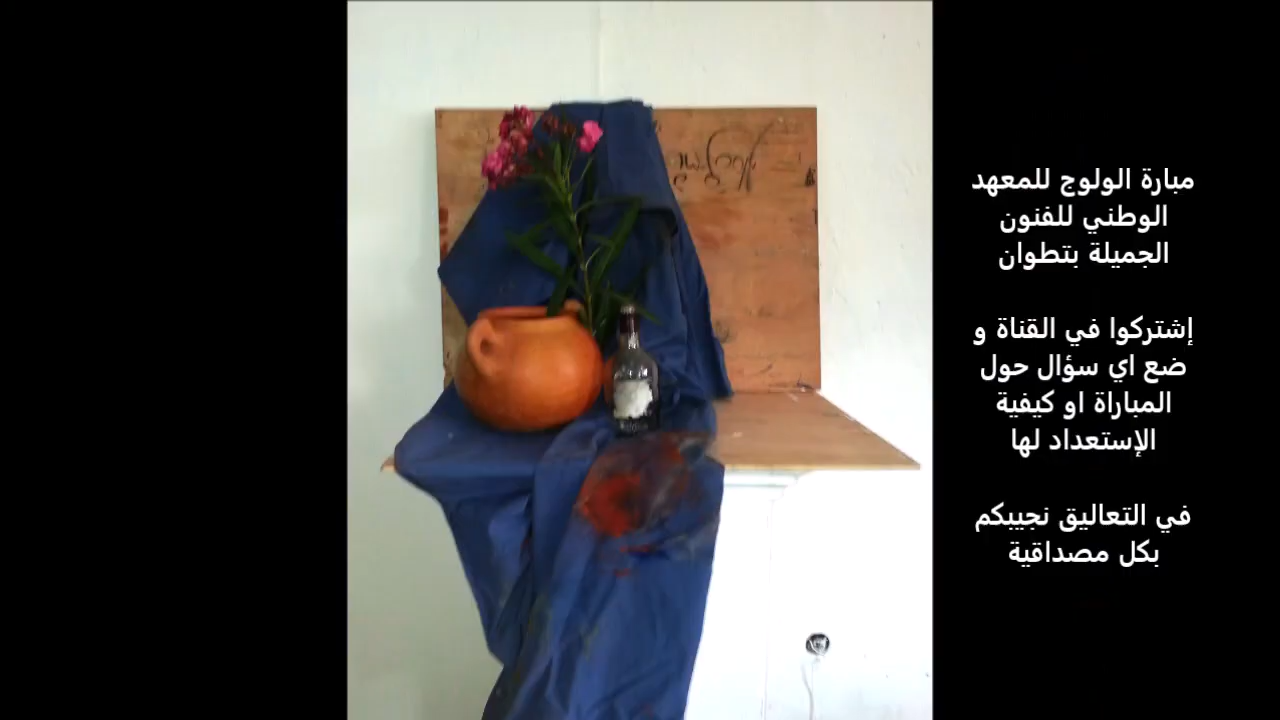 مبارة الولوج للمعهد
الوطني للفنون
الجميلة بتطوان
إشتركوا في القناة و
ضع اي سؤال حول
المباراة او كيفية
الإستعداد لها
في التعاليق نجيبكم
بكل مصداقية